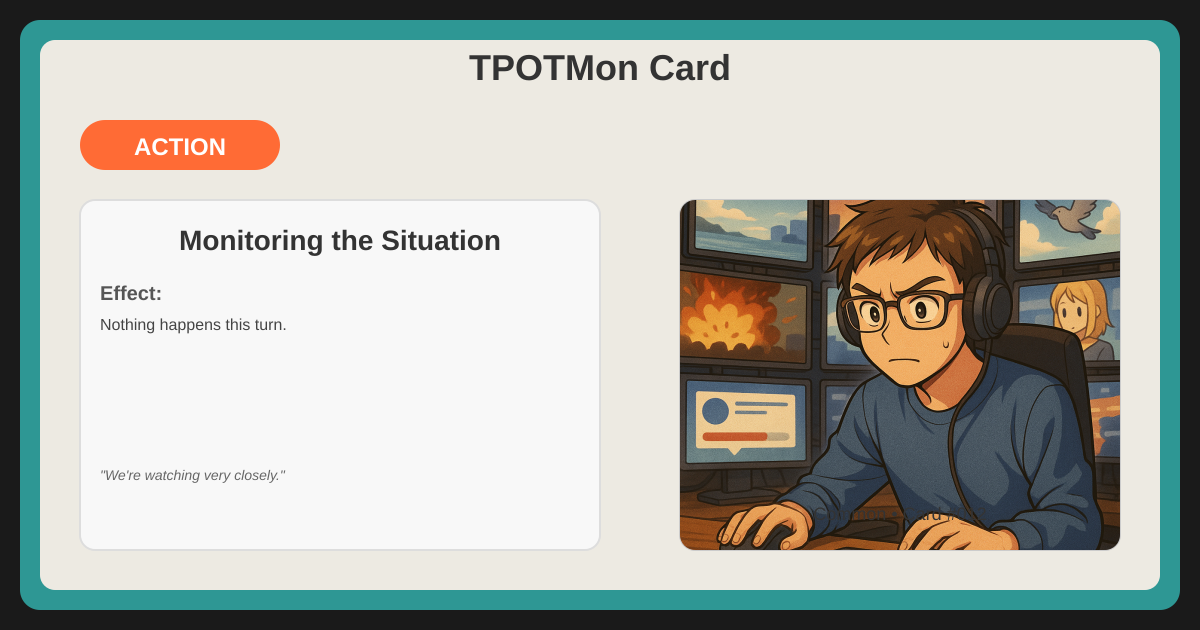 TPOTMon Card
ACTION
Monitoring the Situation
Effect:
Nothing happens this turn.
"We're watching very closely."